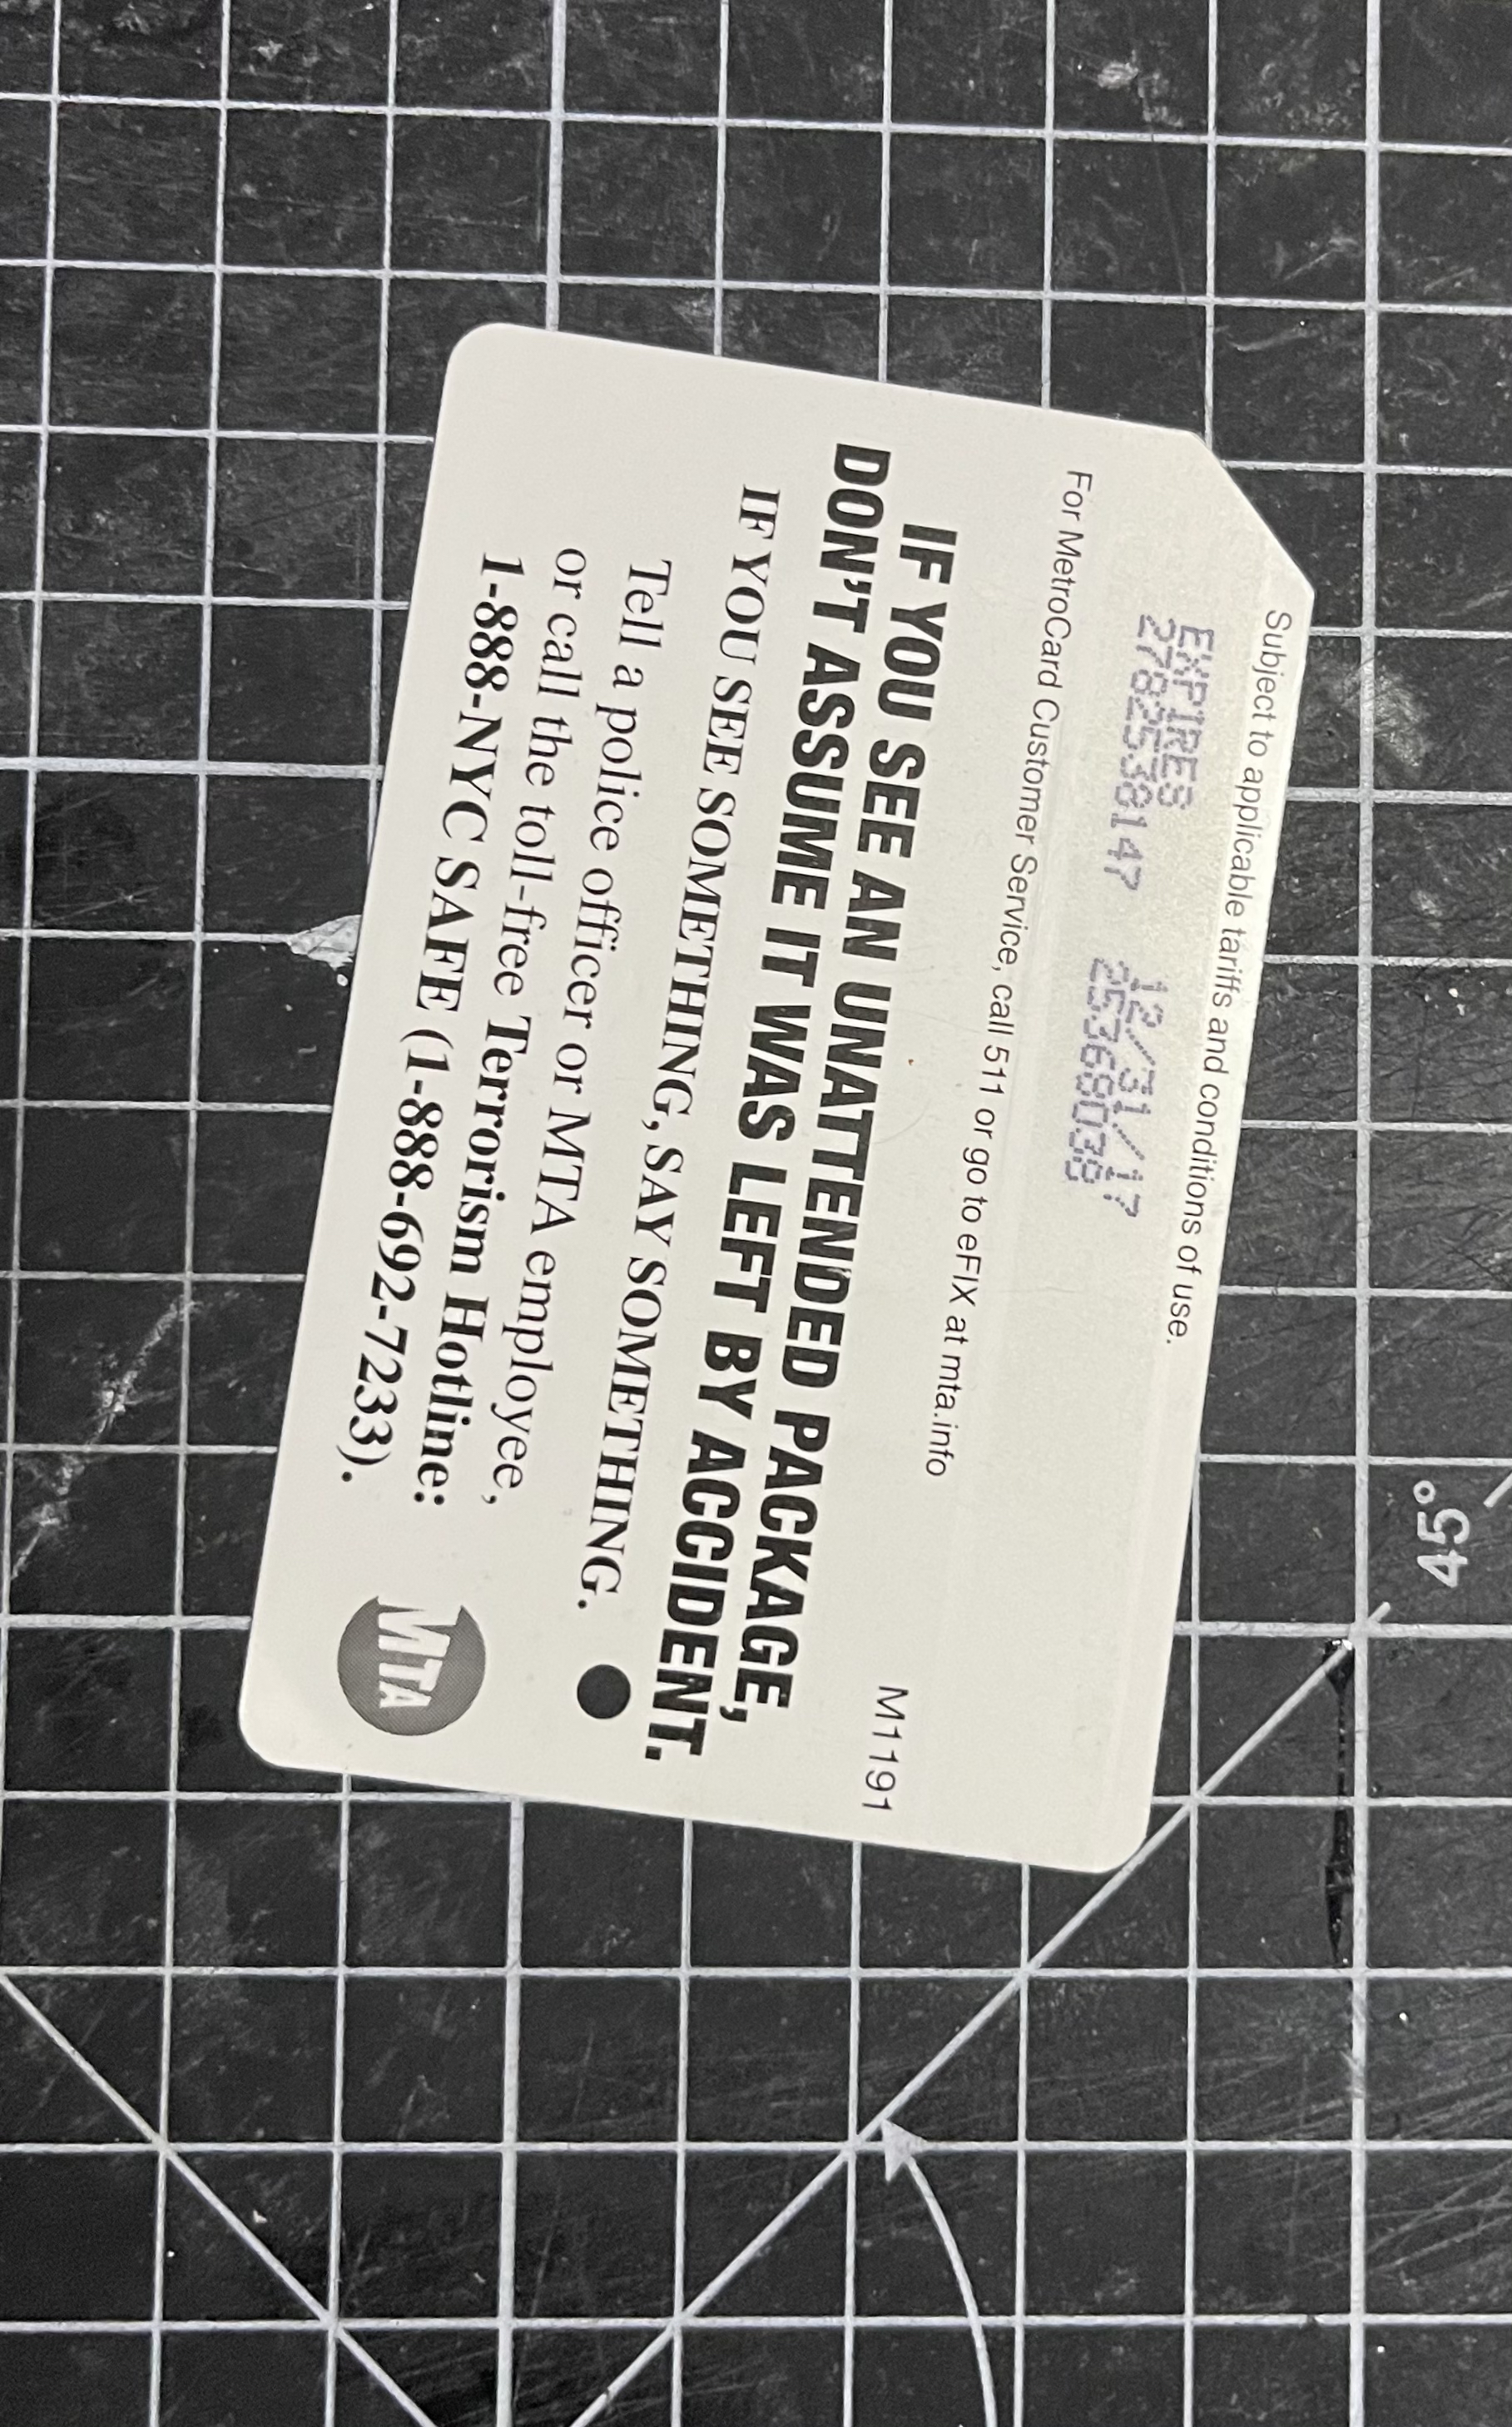 Subject to applicable tariffs and conditions of use.
EXPIRES 12/31/17
2782538147 253689038
For MetroCard Customer Service, call 511 or go to eFIX at mta.info
M1191
IF YOU SEE AN UNATTENDED PACKAGE,
DON'T ASSUME IT WAS LEFT BY ACCIDENT.
IF YOU SEE SOMETHING, SAY SOMETHING.
Tell a police officer or MTA employee,
or call the toll-free Terrorism Hotline:
1-888-NYC SAFE (1-888-692-7233).
MTA
45°